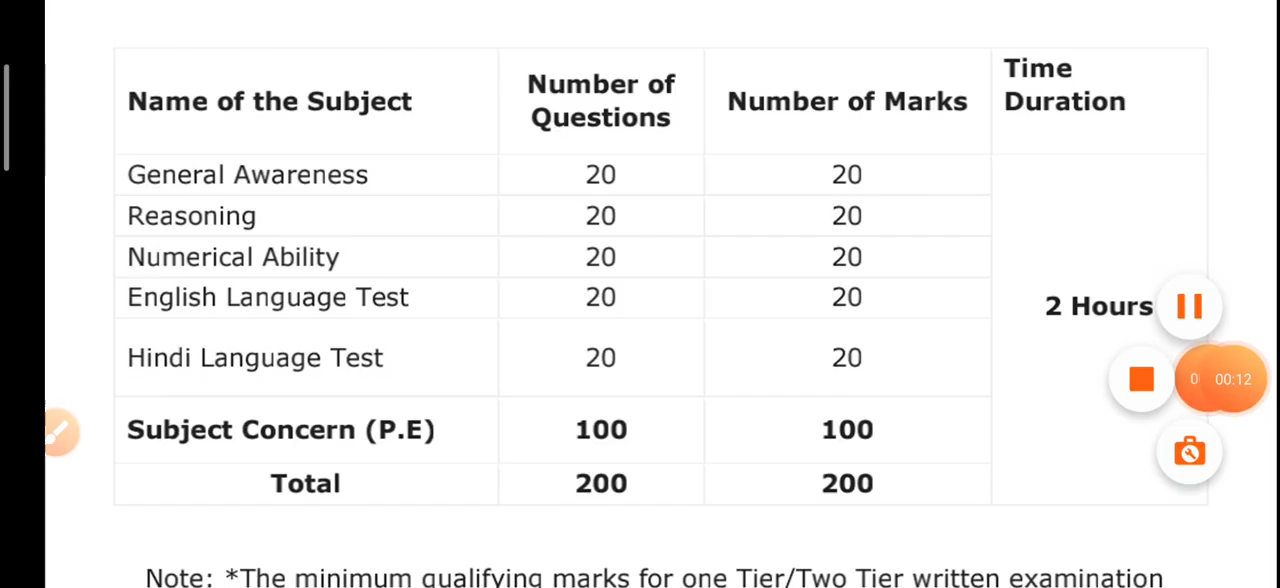 Name of the Subject Number of Questions Number of Marks Time Duration
General Awareness 20 20
Reasoning 20 20
Numerical Ability 20 20
English Language Test 20 20
2 Hours
Hindi Language Test 20 20
00:12
Subject Concern (P.E) 100 100
Total 200 200
Note: *The minimum qualifying marks for one Tier/Two Tier written examination